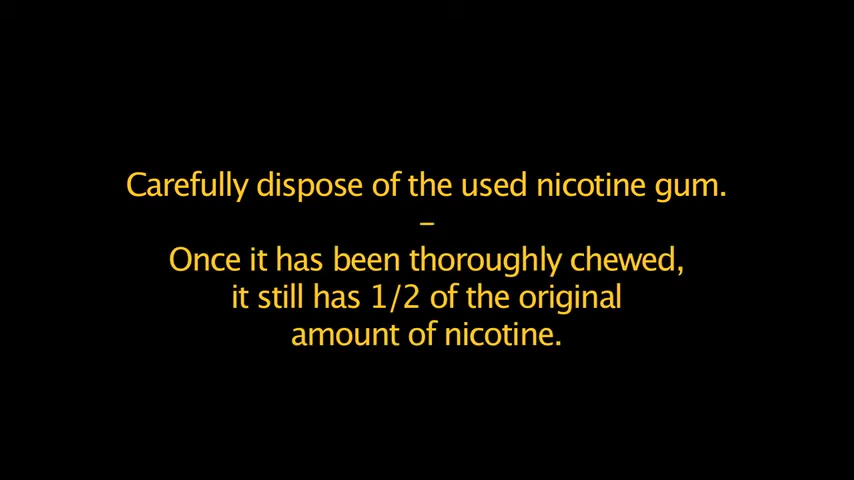 Carefully dispose of the used nicotine gum.
–
Once it has been thoroughly chewed,
it still has 1/2 of the original
amount of nicotine.